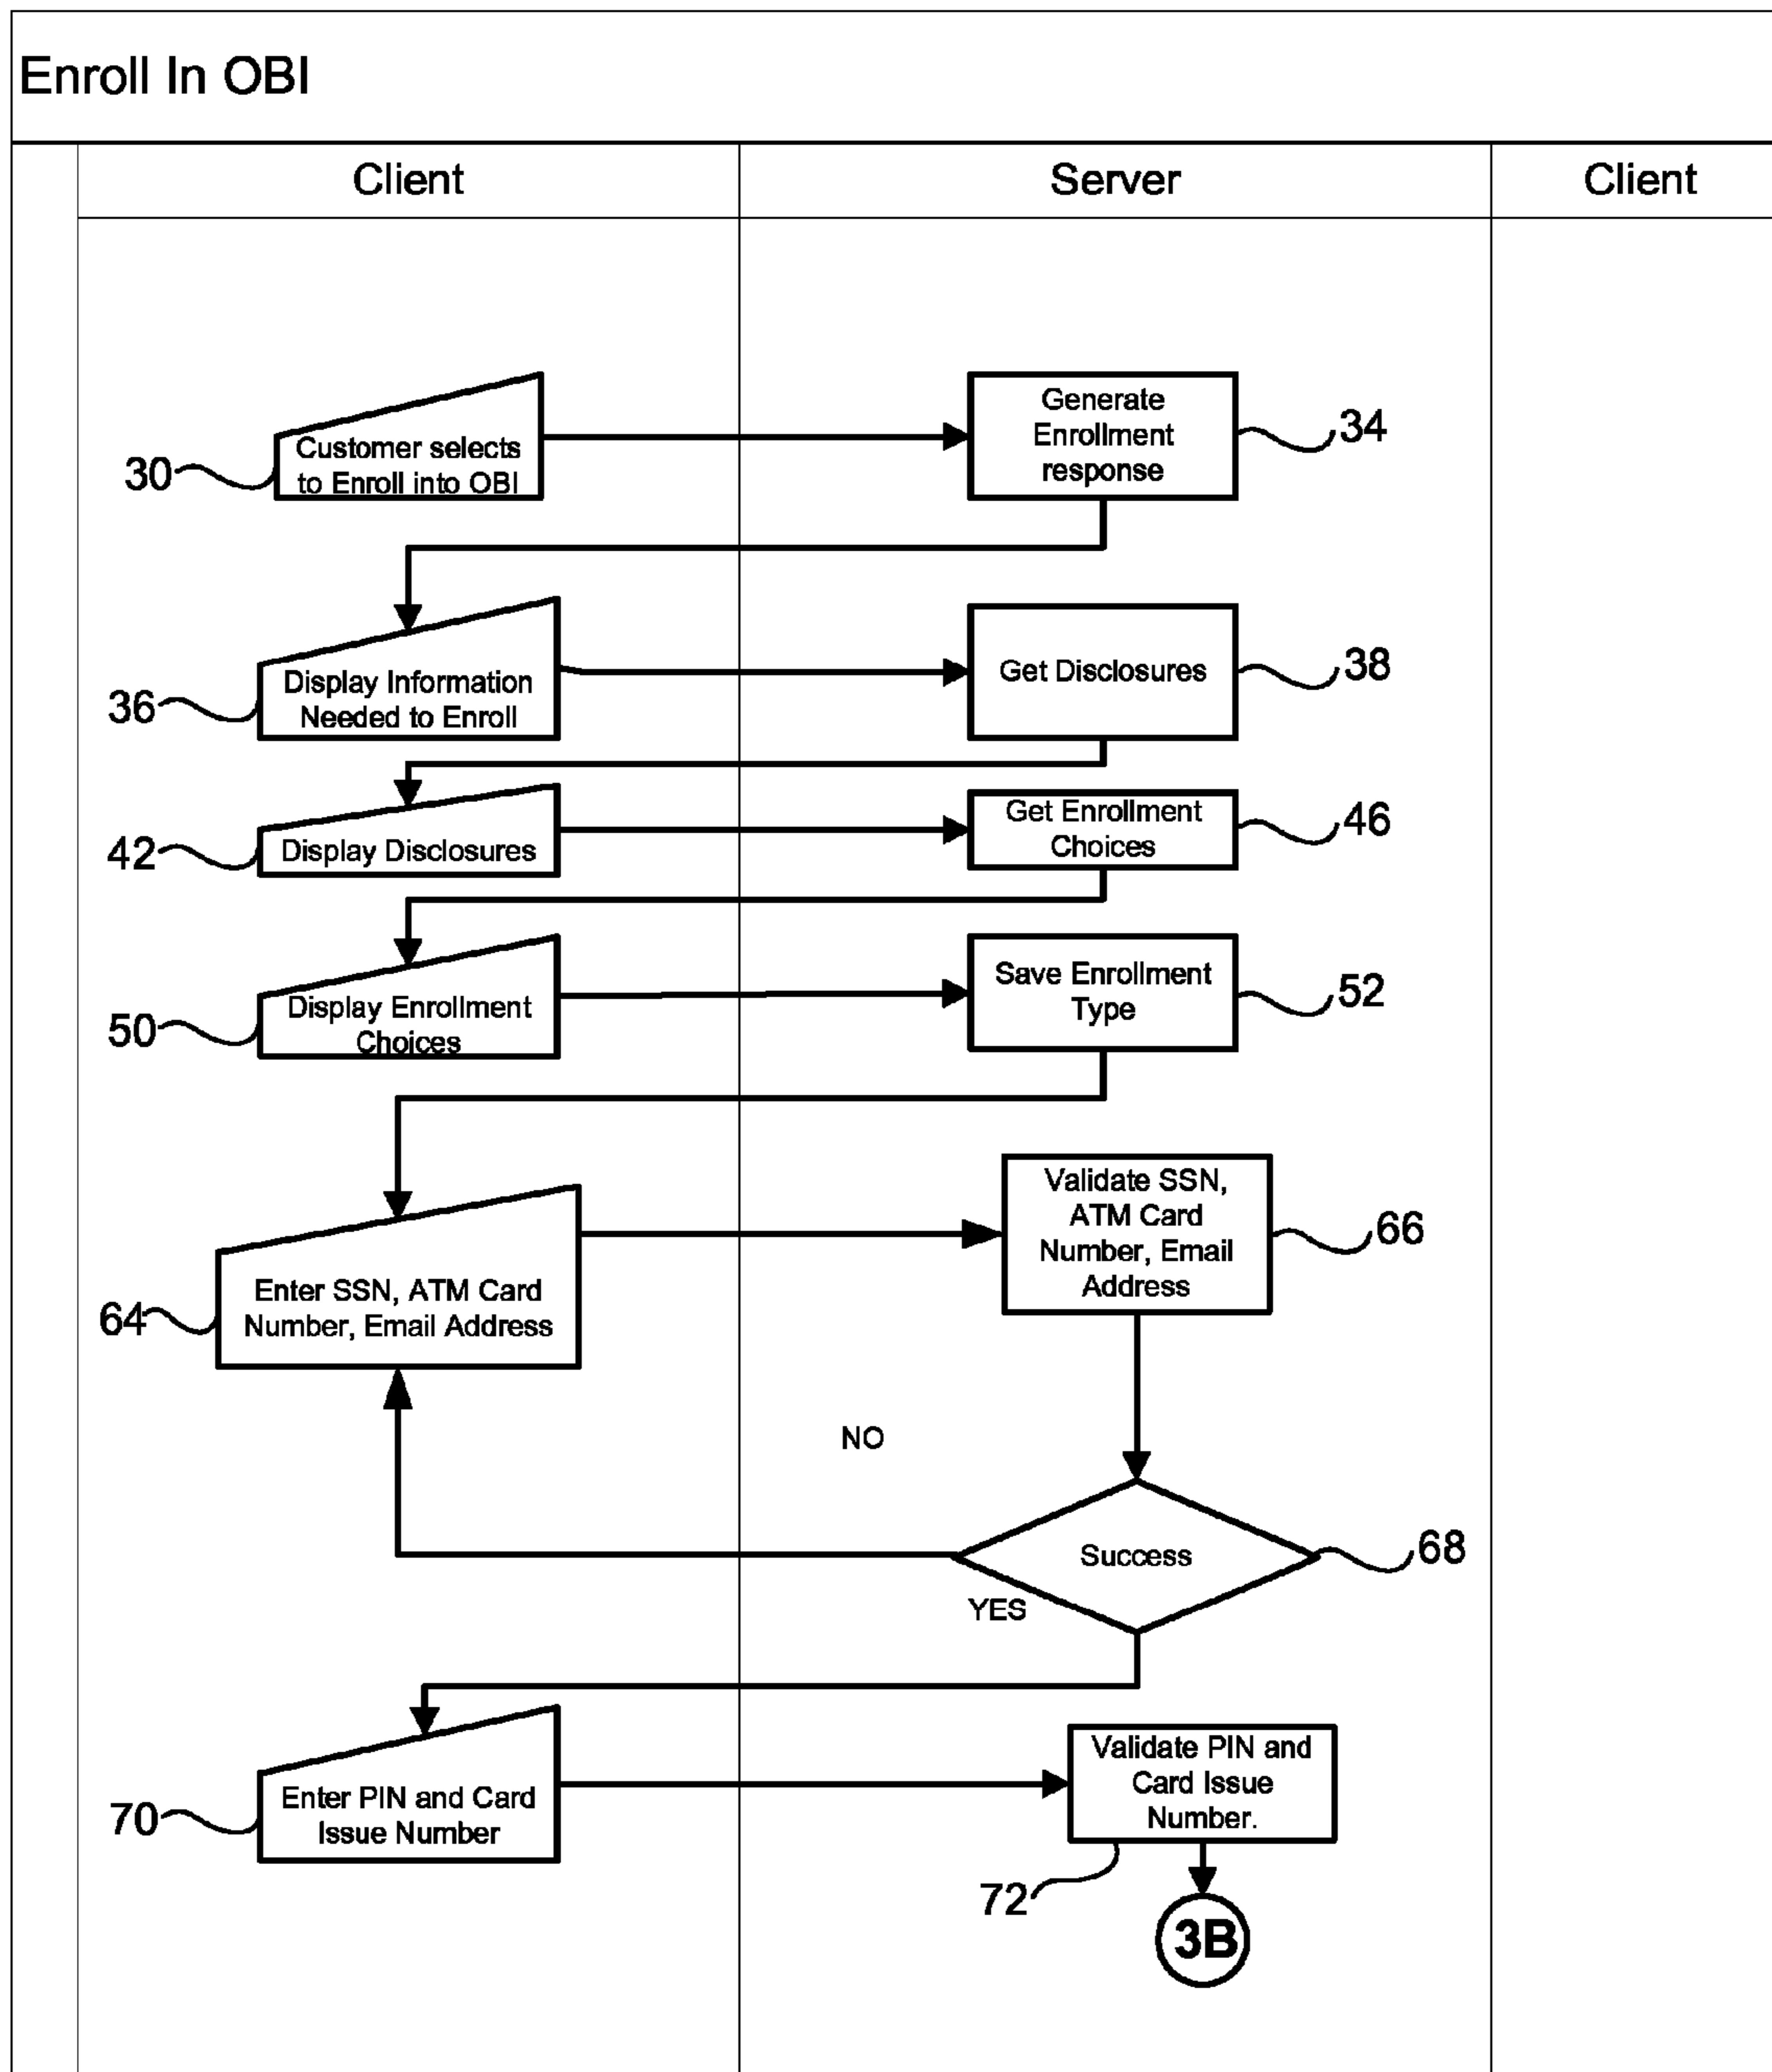 Enroll In OBI
Client
Server
Client
Customer selects
to Enroll into OBI
30
Generate
Enrollment
response
34
Display Information
Needed to Enroll
36
Get Disclosures
38
Display Disclosures
42
Get Enrollment
Choices
46
Display Enrollment
Choices
50
Save Enrollment
Type
52
Enter SSN, ATM Card
Number, Email Address
64
Validate SSN,
ATM Card
Number, Email
Address
66
NO
Success
68
YES
Enter PIN and Card
Issue Number
70
Validate PIN and
Card Issue
Number.
72
3B